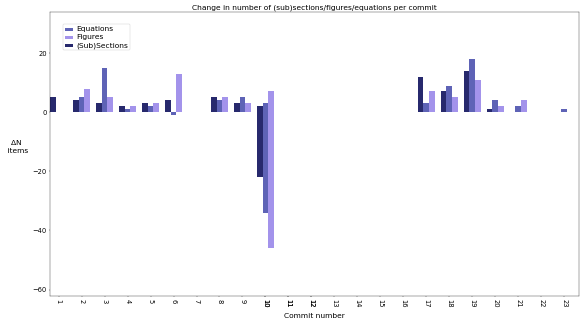 Change in number of (sub)sections/figures/equations per commit
Equations
Figures
(Sub)Sections
20
0
−20
−40
−60
ΔN
items
1 2 3 4 5 6 7 8 9 10 11 12 13 14 15 16 17 18 19 20 21 22 23
Commit number